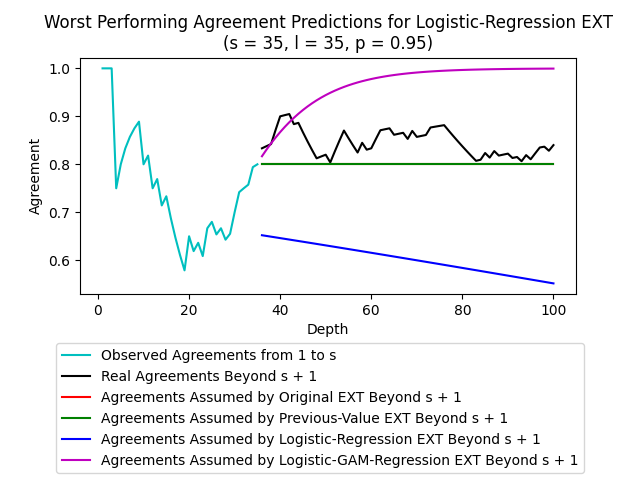 Worst Performing Agreement Predictions for Logistic-Regression EXT
(s = 35, l = 35, p = 0.95)
1.0
0.9
0.8
0.7
0.6
Agreement
0
20
40
60
80
100
Depth
Observed Agreements from 1 to s
Real Agreements Beyond s + 1
Agreements Assumed by Original EXT Beyond s + 1
Agreements Assumed by Previous-Value EXT Beyond s + 1
Agreements Assumed by Logistic-Regression EXT Beyond s + 1
Agreements Assumed by Logistic-GAM-Regression EXT Beyond s + 1